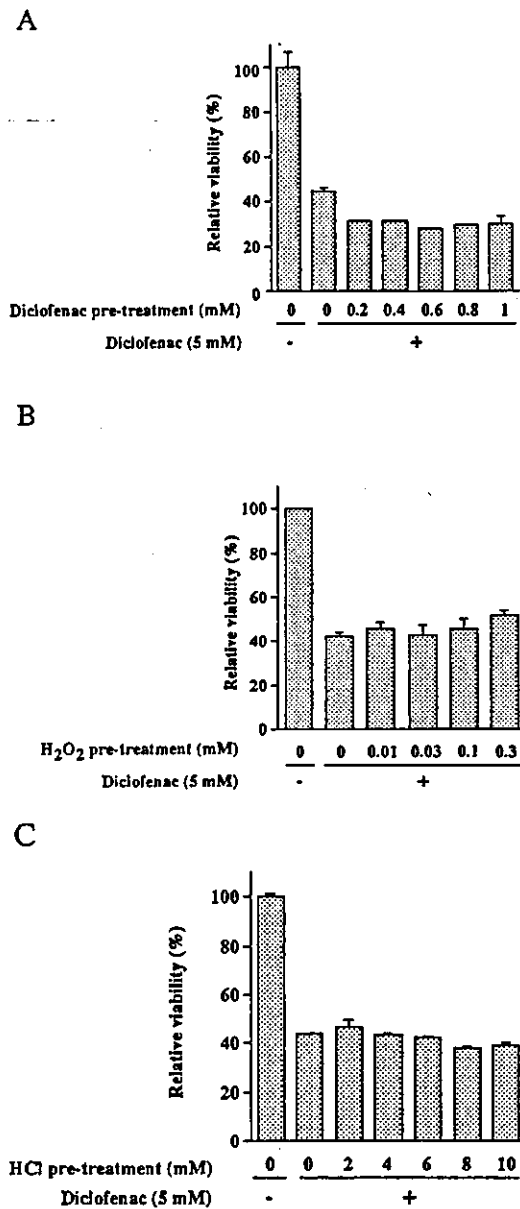 A
Relative viability (%)
100
80
60
40
20
0
Diclofenac pre-treatment (mM) 0 0 0.2 0.4 0.6 0.8 1
Diclofenac (5 mM) - +
B
Relative viability (%)
100
80
60
40
20
0
H₂O₂ pre-treatment (mM) 0 0 0.01 0.03 0.1 0.3
Diclofenac (5 mM) - +
C
Relative viability (%)
100
80
60
40
20
0
HCl pre-treatment (mM) 0 0 2 4 6 8 10
Diclofenac (5 mM) - +